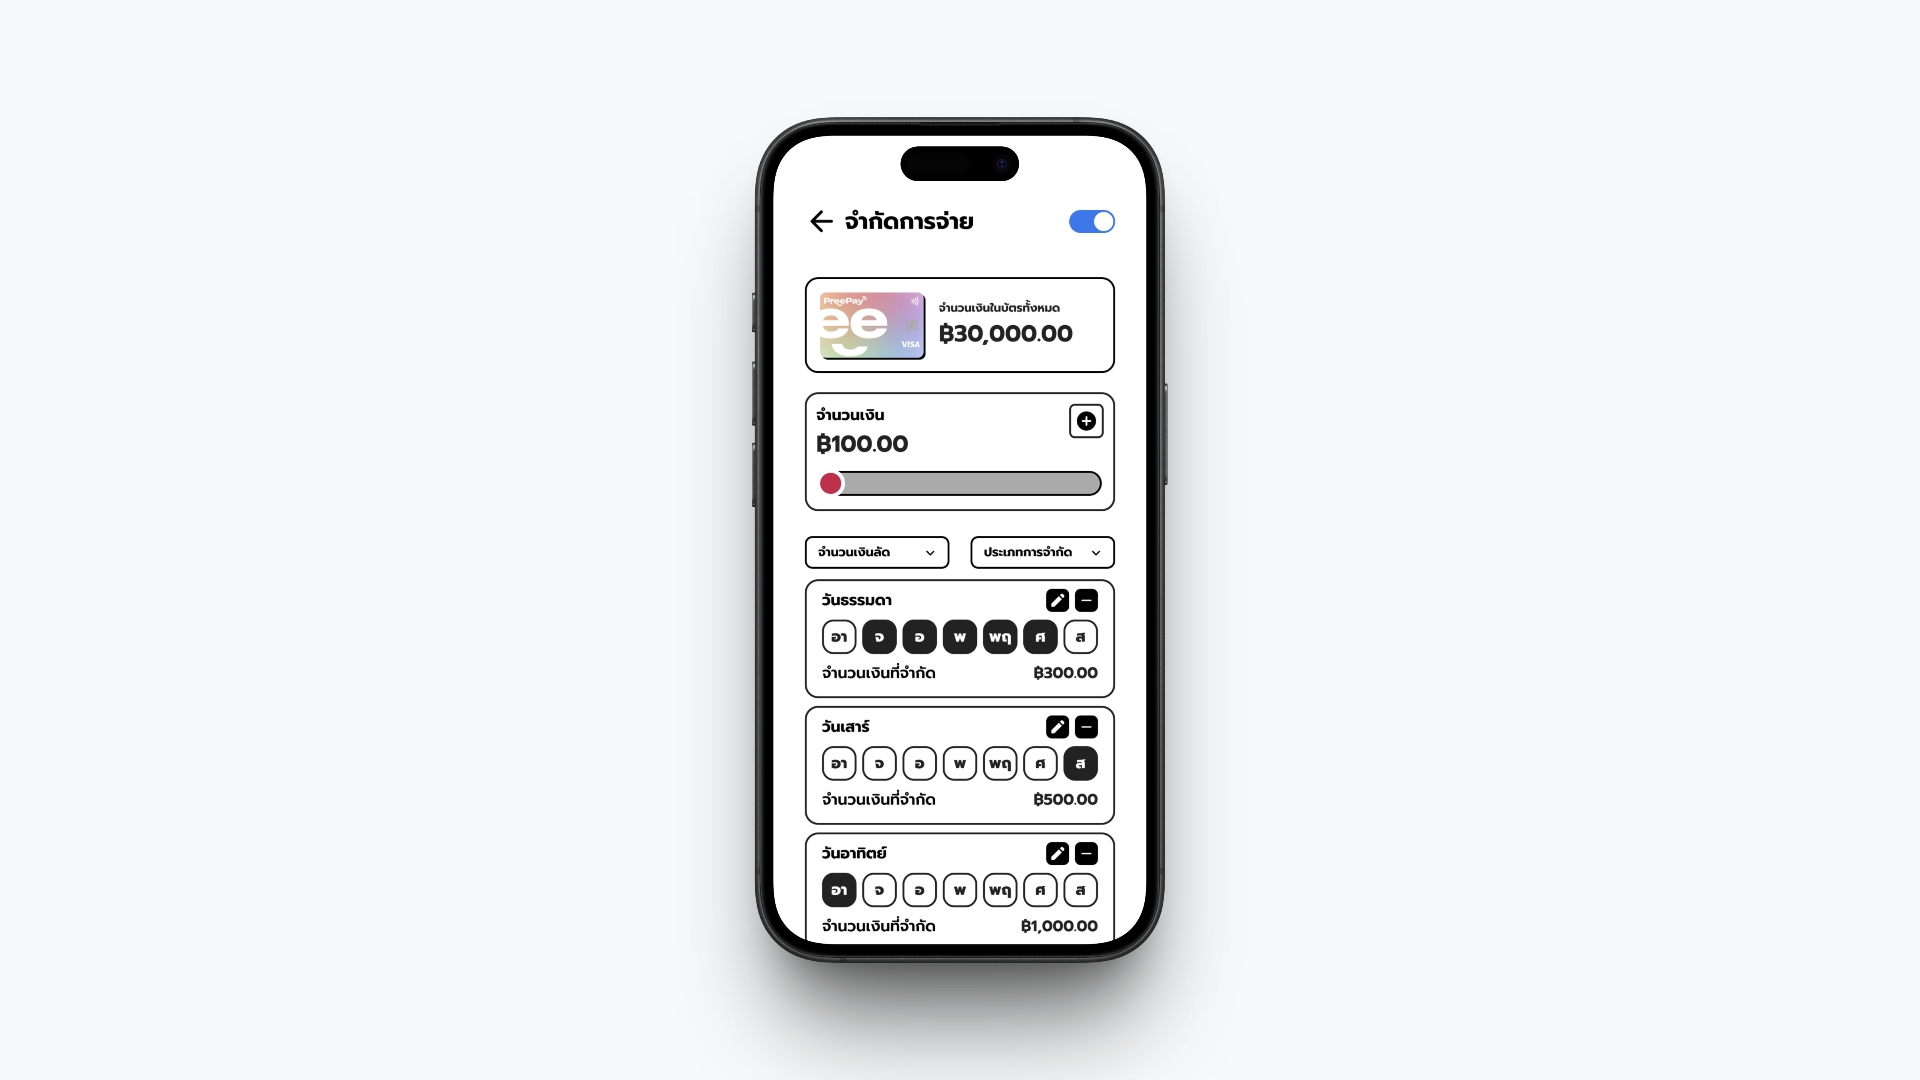 จำกัดการจ่าย
PreePay
ee
VISA
จำนวนเงินในบัตรทั้งหมด
฿30,000.00
จำนวนเงิน
฿100.00
จำนวนเงินลัด
ประเภทการจำกัด
วันธรรมดา
อา จ อ พ พฤ ศ ส
จำนวนเงินที่จำกัด ฿300.00
วันเสาร์
อา จ อ พ พฤ ศ ส
จำนวนเงินที่จำกัด ฿500.00
วันอาทิตย์
อา จ อ พ พฤ ศ ส
จำนวนเงินที่จำกัด ฿1,000.00